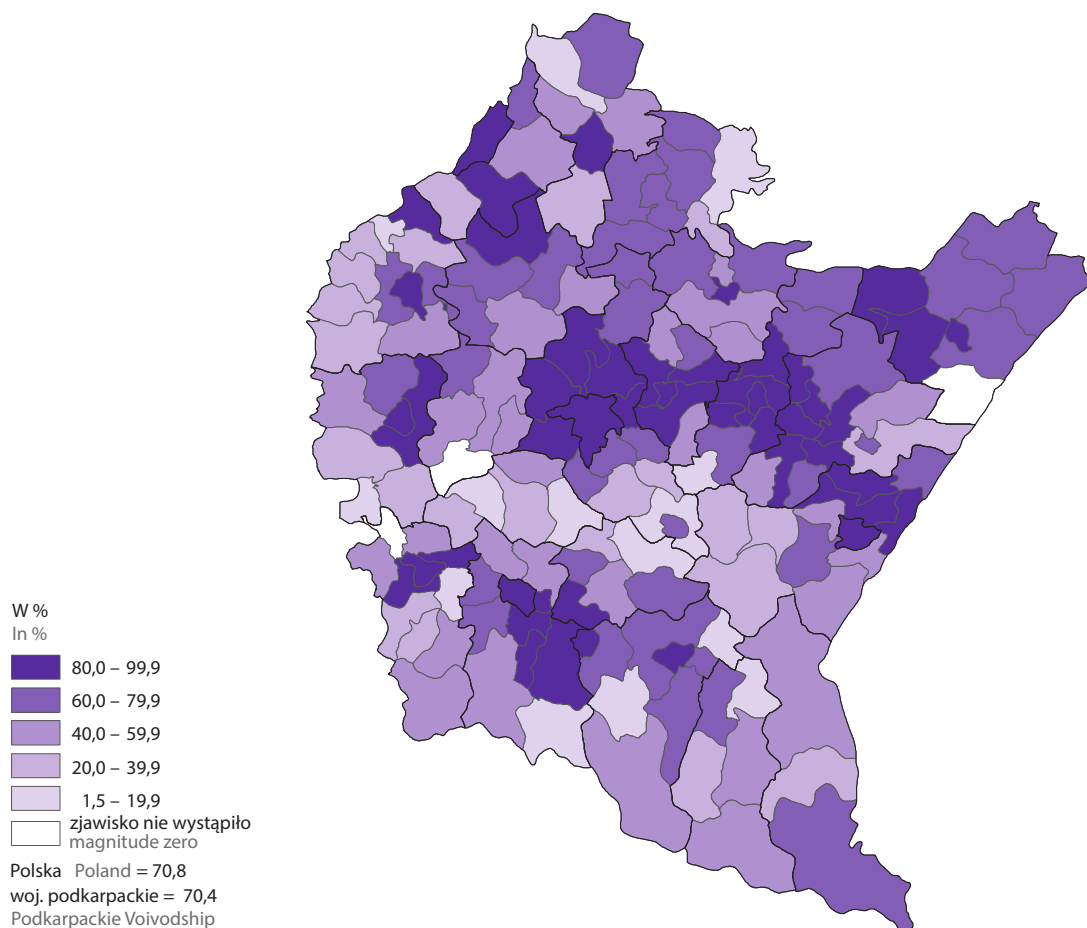 W %
In %
80,0 – 99,9
60,0 – 79,9
40,0 – 59,9
20,0 – 39,9
1,5 – 19,9
zjawisko nie wystąpiło
magnitude zero
Polska Poland = 70,8
woj. podkarpackie = 70,4
Podkarpackie Voivodship